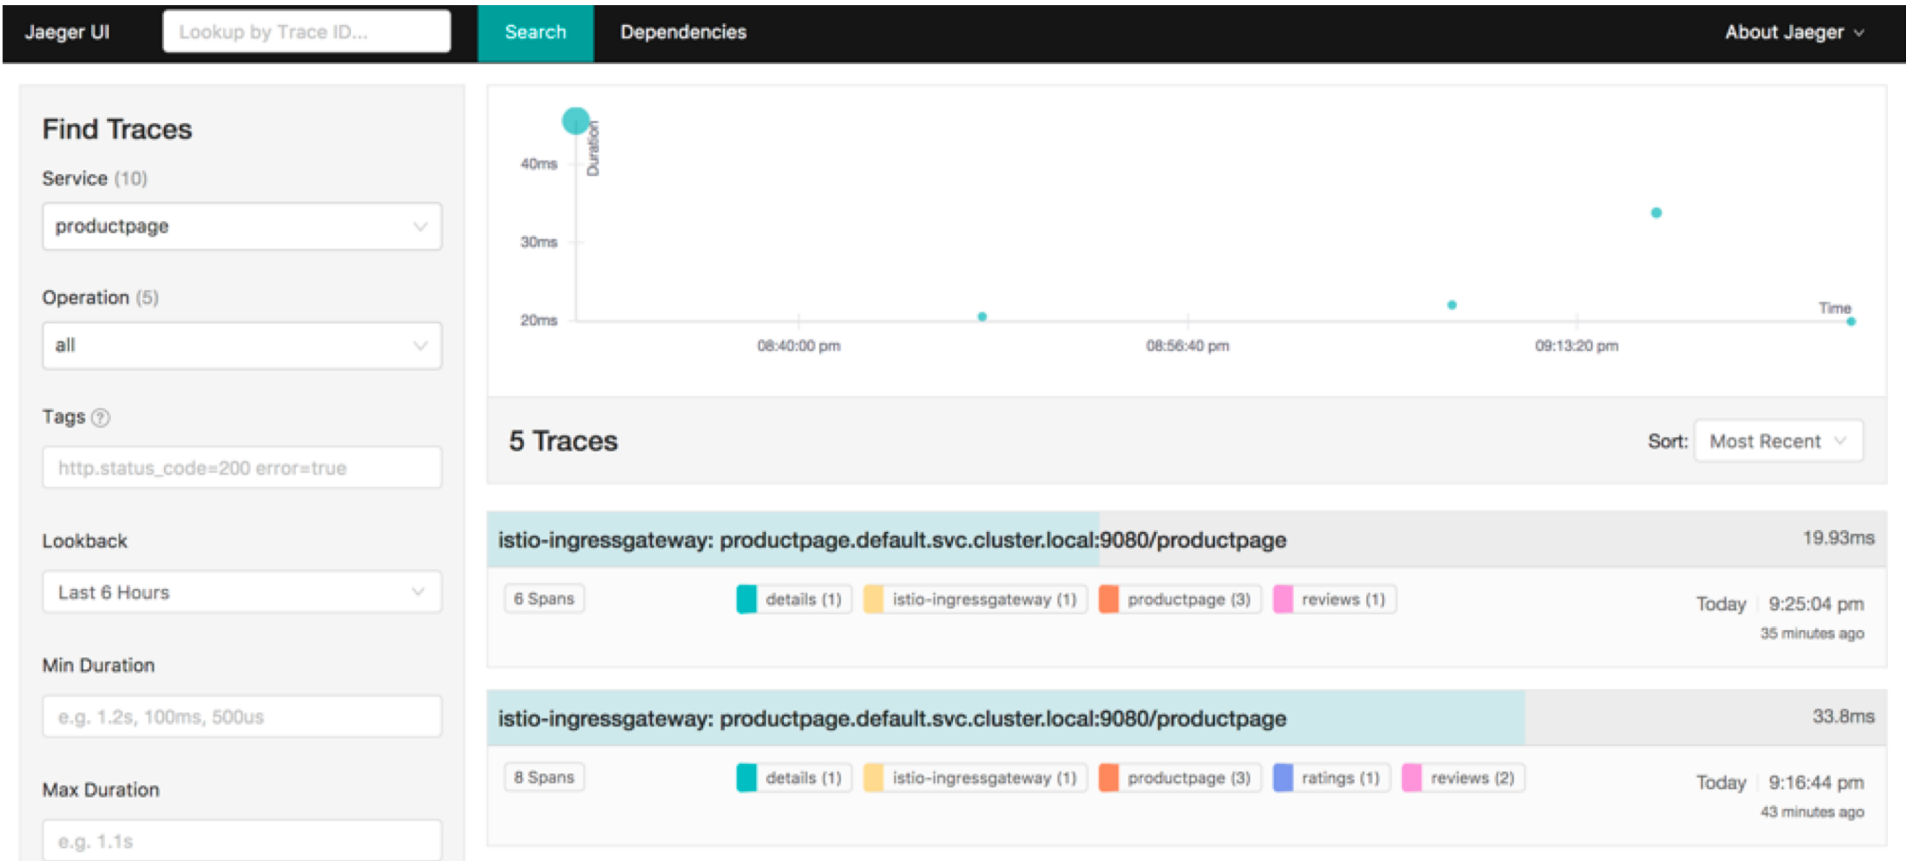 Jaeger UI
Lookup by Trace ID...
Search
Dependencies
About Jaeger
Find Traces
Service (10)
productpage
Operation (5)
all
Tags ?
http.status_code=200 error=true
Lookback
Last 6 Hours
Min Duration
e.g. 1.2s, 100ms, 500us
Max Duration
e.g. 1.1s
Duration
40ms
30ms
20ms
Time
08:40:00 pm
08:56:40 pm
09:13:20 pm
5 Traces
Sort: Most Recent
istio-ingressgateway: productpage.default.svc.cluster.local:9080/productpage
19.93ms
6 Spans
details (1)
istio-ingressgateway (1)
productpage (3)
reviews (1)
Today 9:25:04 pm
35 minutes ago
istio-ingressgateway: productpage.default.svc.cluster.local:9080/productpage
33.8ms
8 Spans
details (1)
istio-ingressgateway (1)
productpage (3)
ratings (1)
reviews (2)
Today 9:16:44 pm
43 minutes ago